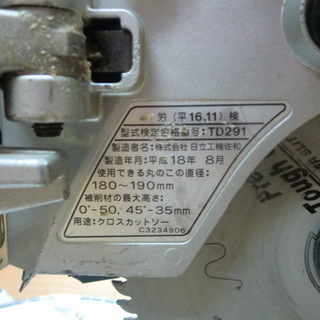 労(平16.11)検
型式検定合格番号:TD291
製造者名:株式会社 日立工機佐和
製造年月:平成18年 8月
使用できる丸のこの直径:
180～190mm
被削材の最大高さ:
0°-50, 45°-35mm
用途:クロスカットソー
C3234906
Tough